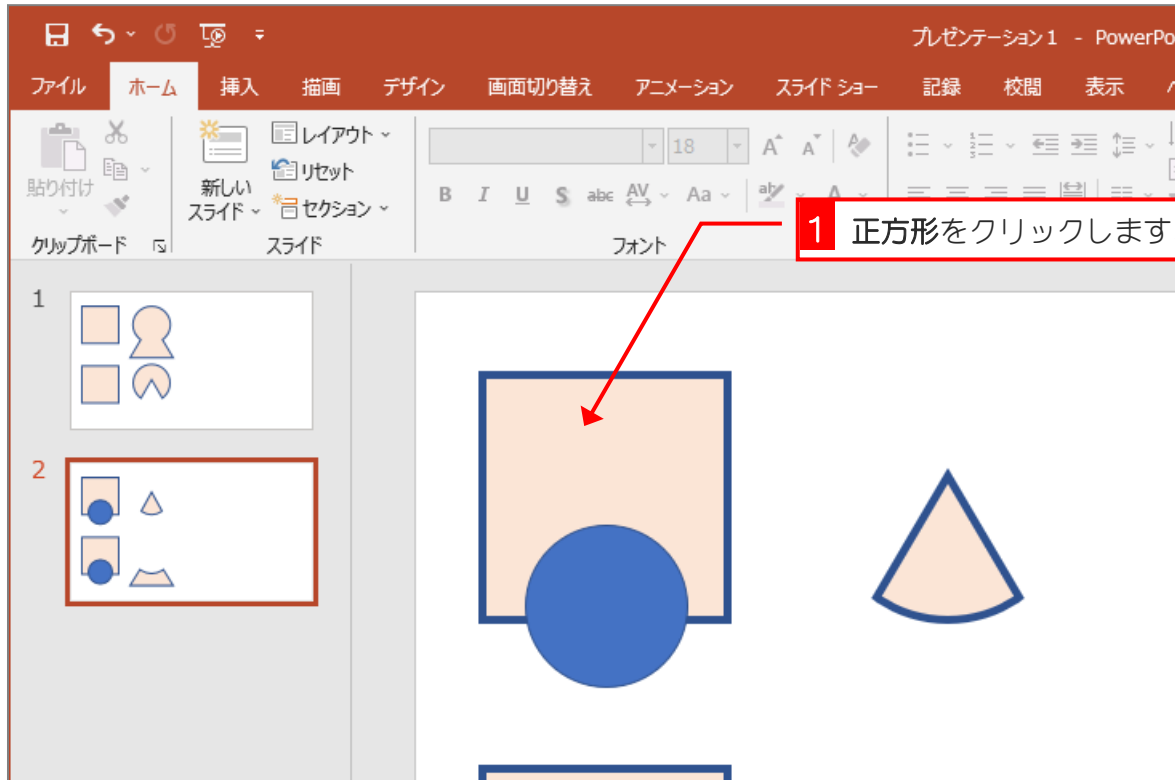 プレゼンテーション1 - PowerPo
ファイル ホーム 挿入 描画 デザイン 画面切り替え アニメーション スライド ショー 記録 校閲 表示
貼り付け
新しい
スライド
レイアウト
リセット
セクション
18 A A
B I U S abc AV Aa A
クリップボード スライド フォント
1 正方形をクリックします
1
2